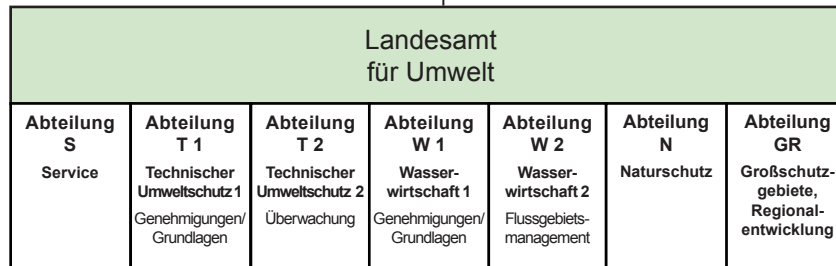 Landesamt
für Umwelt
Abteilung
S
Service
Abteilung
T 1
Technischer
Umweltschutz 1
Genehmigungen/
Grundlagen
Abteilung
T 2
Technischer
Umweltschutz 2
Überwachung
Abteilung
W 1
Wasser-
wirtschaft 1
Genehmigungen/
Grundlagen
Abteilung
W 2
Wasser-
wirtschaft 2
Flussgebiets-
management
Abteilung
N
Naturschutz
Abteilung
GR
Großschutz-
gebiete,
Regional-
entwicklung